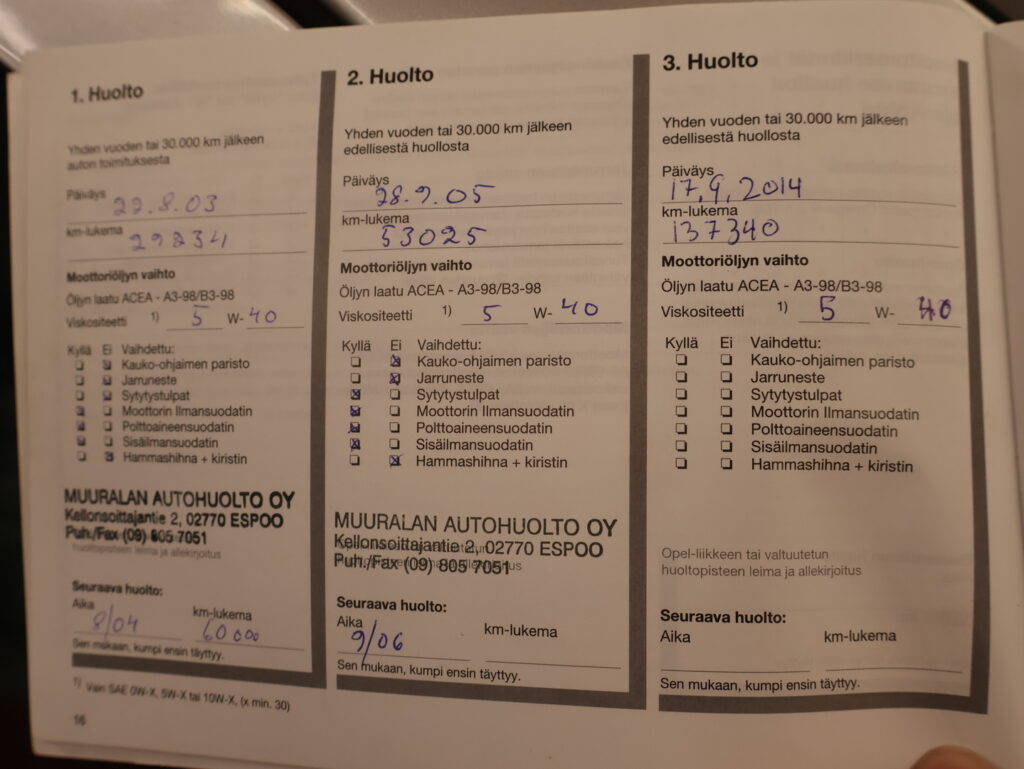 1. Huolto
Yhden vuoden tai 30.000 km jälkeen
auton toimituksesta
Päiväys 29.8.03
km-lukema 29234
Moottoriöljyn vaihto
Öljyn laatu ACEA - A3-98/B3-98
Viskositeetti 1) 5 W- 40
Kyllä Ei Vaihdettu:
Kauko-ohjaimen paristo
Jarruneste
Sytytystulpat
Moottorin Ilmansuodatin
Polttoaineensuodatin
Sisäilmansuodatin
Hammashihna + kiristin
MUURALAN AUTOHUOLTO OY
Kellonsoittajantie 2, 02770 ESPOO
Puh./Fax (09) 805 7051
huoltopisteen leima ja allekirjoitus
Seuraava huolto:
Aika km-lukema
8/04 60 000
Sen mukaan, kumpi ensin täyttyy.
1) Vain SAE 0W-X, 5W-X tai 10W-X, (x min. 30)
16
2. Huolto
Yhden vuoden tai 30.000 km jälkeen
edellisestä huollosta
Päiväys 28.9.05
km-lukema 53025
Moottoriöljyn vaihto
Öljyn laatu ACEA - A3-98/B3-98
Viskositeetti 1) 5 W- 40
Kyllä Ei Vaihdettu:
Kauko-ohjaimen paristo
Jarruneste
Sytytystulpat
Moottorin Ilmansuodatin
Polttoaineensuodatin
Sisäilmansuodatin
Hammashihna + kiristin
MUURALAN AUTOHUOLTO OY
Kellonsoittajantie 2, 02770 ESPOO
Puh./Fax (09) 805 7051
Seuraava huolto:
Aika km-lukema
9/06
Sen mukaan, kumpi ensin täyttyy.
3. Huolto
Yhden vuoden tai 30.000 km jälkeen
edellisestä huollosta
Päiväys 17.9.2014
km-lukema 137340
Moottoriöljyn vaihto
Öljyn laatu ACEA - A3-98/B3-98
Viskositeetti 1) 5 W- 40
Kyllä Ei Vaihdettu:
Kauko-ohjaimen paristo
Jarruneste
Sytytystulpat
Moottorin Ilmansuodatin
Polttoaineensuodatin
Sisäilmansuodatin
Hammashihna + kiristin
Opel-liikkeen tai valtuutetun
huoltopisteen leima ja allekirjoitus
Seuraava huolto:
Aika km-lukema
Sen mukaan, kumpi ensin täyttyy.